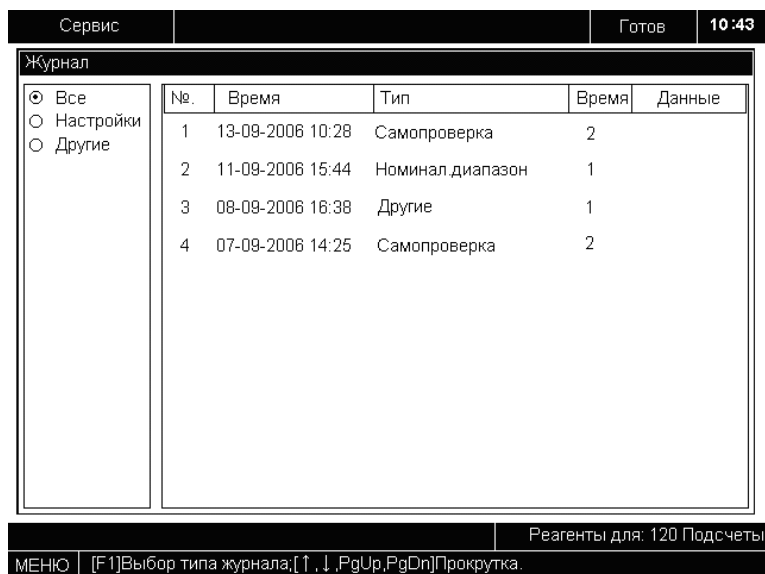 Сервис Готов 10:43
Журнал
Все
Настройки
Другие
№. Время Тип Время Данные
1 13-09-2006 10:28 Самопроверка 2
2 11-09-2006 15:44 Номинал.диапазон 1
3 08-09-2006 16:38 Другие 1
4 07-09-2006 14:25 Самопроверка 2
Реагенты для: 120 Подсчеты
МЕНЮ [F1]Выбор типа журнала;[↑,↓,PgUp,PgDn]Прокрутка.